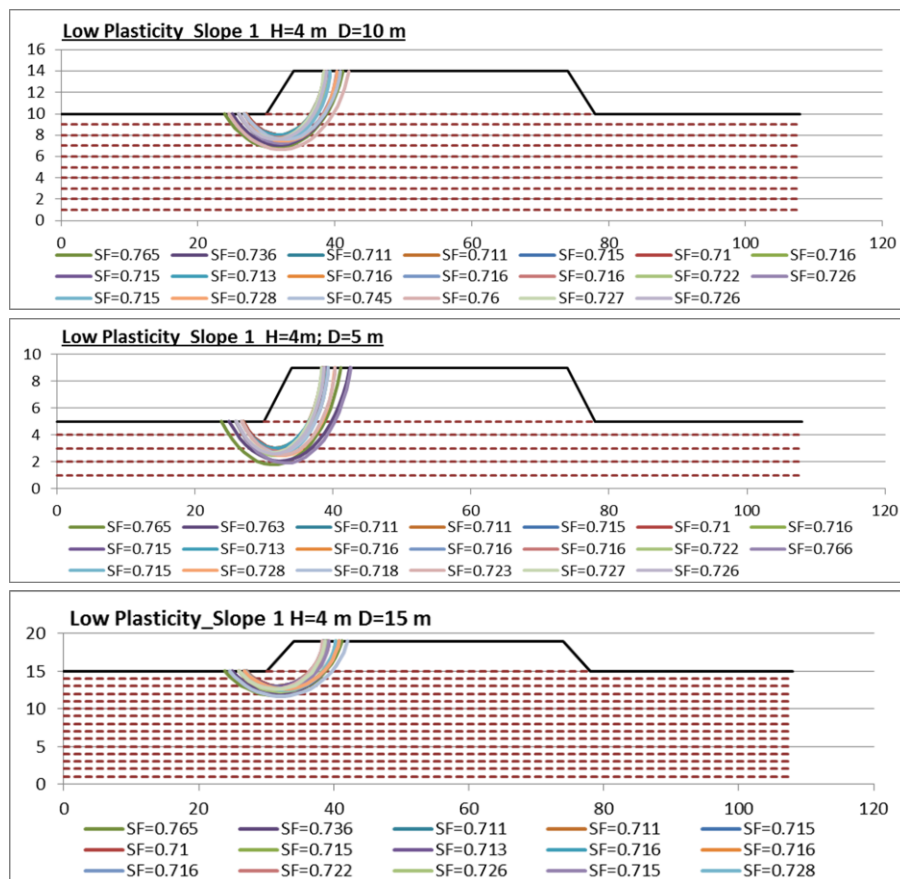 Low Plasticity_Slope 1 H=4 m D=10 m
16
14
12
10
8
6
4
2
0
0 20 40 60 80 100 120
SF=0.765 SF=0.736 SF=0.711 SF=0.711 SF=0.715 SF=0.71 SF=0.716
SF=0.715 SF=0.713 SF=0.716 SF=0.716 SF=0.716 SF=0.722 SF=0.726
SF=0.715 SF=0.728 SF=0.745 SF=0.76 SF=0.727 SF=0.726
Low Plasticity_Slope 1 H=4m; D=5 m
10
8
6
4
2
0
0 20 40 60 80 100 120
SF=0.765 SF=0.763 SF=0.711 SF=0.711 SF=0.715 SF=0.71 SF=0.716
SF=0.715 SF=0.713 SF=0.716 SF=0.716 SF=0.716 SF=0.722 SF=0.766
SF=0.715 SF=0.728 SF=0.718 SF=0.723 SF=0.727 SF=0.726
Low Plasticity_Slope 1 H=4 m D=15 m
20
15
10
5
0
0 20 40 60 80 100 120
SF=0.765 SF=0.736 SF=0.711 SF=0.711 SF=0.715
SF=0.71 SF=0.715 SF=0.713 SF=0.716 SF=0.716
SF=0.716 SF=0.722 SF=0.726 SF=0.715 SF=0.728